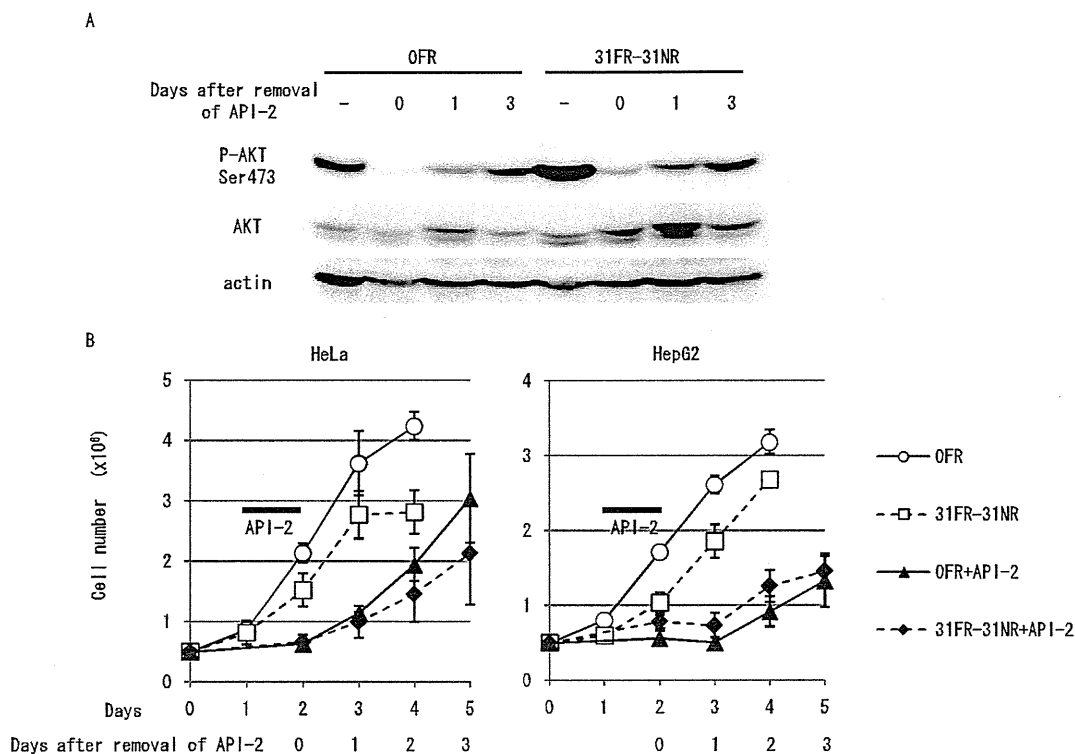 A
0FR 31FR-31NR
Days after removal
of API-2
- 0 1 3 - 0 1 3
P-AKT
Ser473
AKT
actin
B
HeLa HepG2
5
4
3
2
1
0
Cell number (x10⁶)
API-2
4
3
2
1
0
API-2
0FR
31FR-31NR
0FR+API-2
31FR-31NR+API-2
Days 0 1 2 3 4 5 0 1 2 3 4 5
Days after removal of API-2 0 1 2 3 0 1 2 3